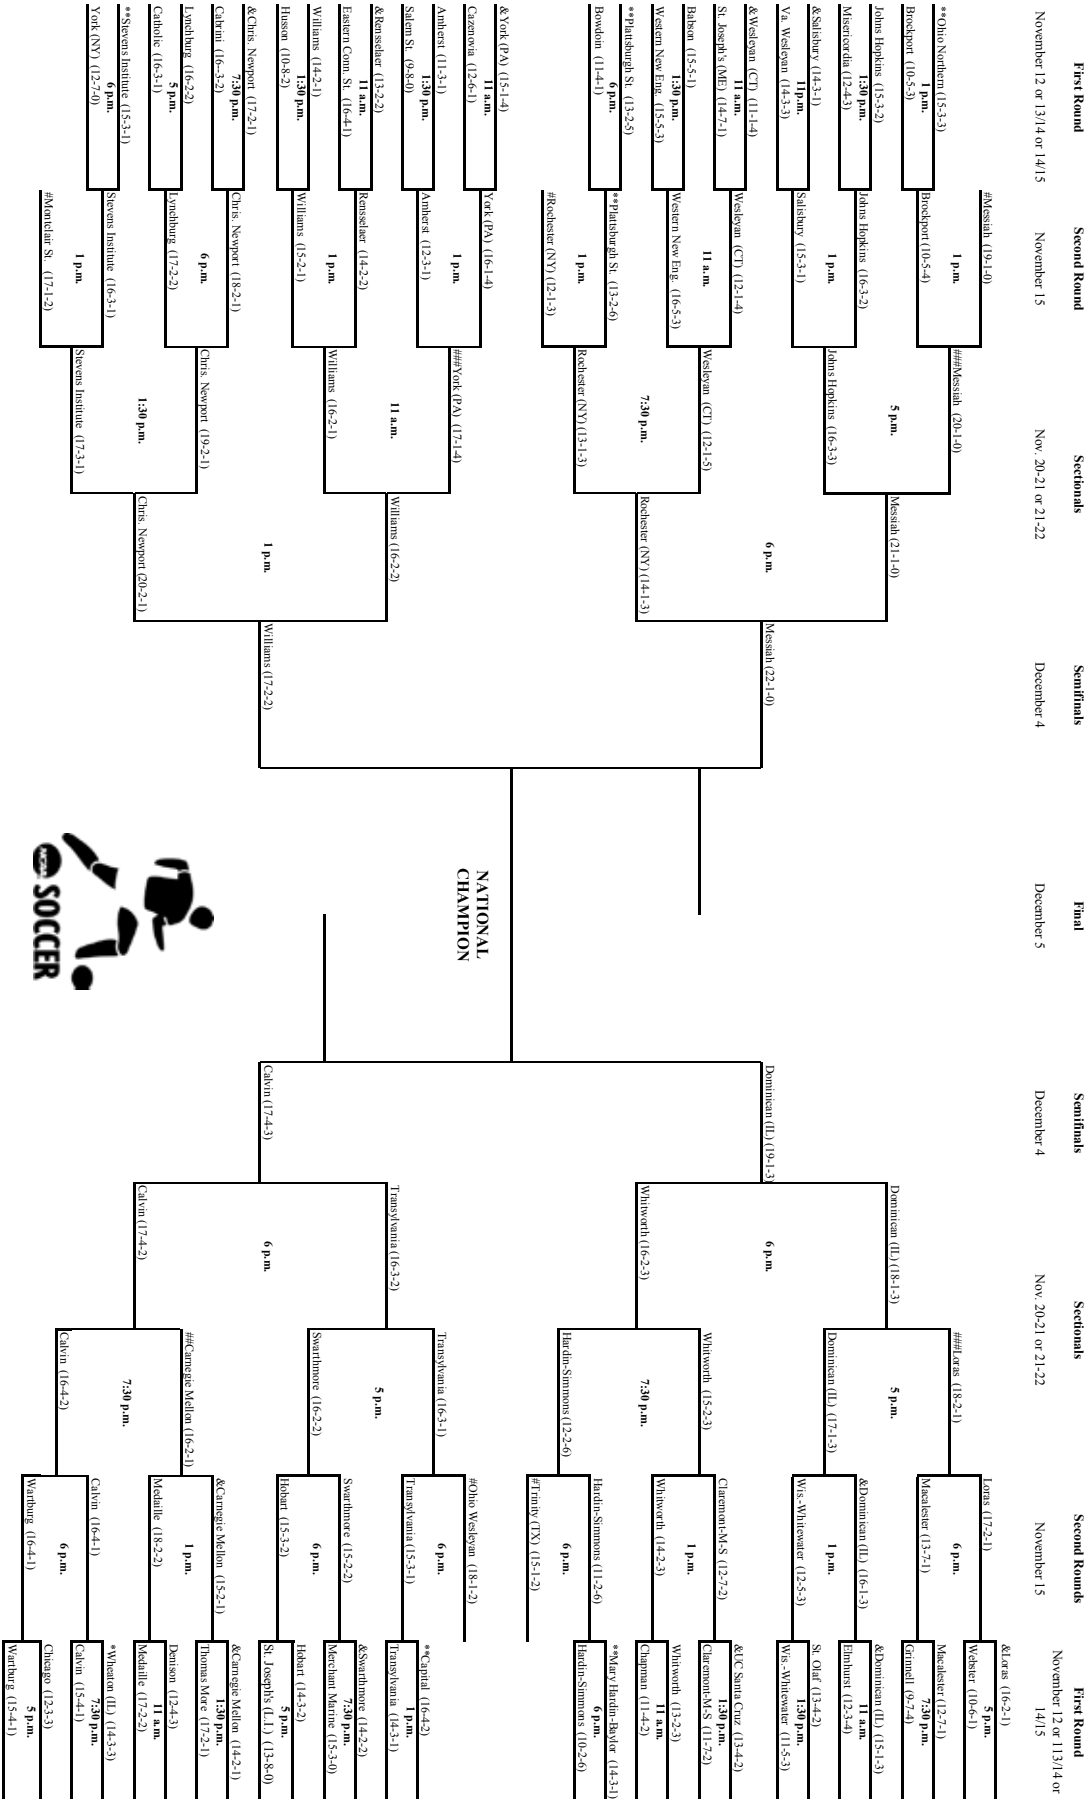 First Round
November 12 or 13/14 or 14/15
Second Round
November 15
Sectionals
Nov. 20-21 or 21-22
Semifinals
December 4
Final
December 5
Semifinals
December 4
Sectionals
Nov. 20-21 or 21-22
Second Rounds
November 15
First Round
November 12 or 113/14 or
14/15
**Ohio Northern (15-3-3)
1 p.m.
Brockport (10-5-3)
Johns Hopkins (15-3-2)
1:30 p.m.
Misericordia (12-4-3)
&Salisbury (14-3-1)
11p.m.
Va. Wesleyan (14-3-3)
&Wesleyan (CT) (11-1-4)
11 a.m.
St. Joseph's (ME) (14-7-1)
Babson (15-5-1)
1:30 p.m.
Western New Eng. (15-5-3)
**Plattsburgh St. (13-2-5)
6 p.m.
Bowdoin (11-4-1)
&York (PA) (15-1-4)
11 a.m.
Cazenovia (12-6-1)
Amherst (11-3-1)
1:30 p.m.
Salem St. (9-8-0)
&Rensselaer (13-2-2)
11 a.m.
Eastern Conn. St. (16-4-1)
Williams (14-2-1)
1:30 p.m.
Husson (10-8-2)
&Chris. Newport (17-2-1)
7:30 p.m.
Cabrini (16--3-2)
Lynchburg (16-2-2)
5 p.m.
Catholic (16-3-1)
**Stevens Institute (15-3-1)
6 p.m.
York (NY) (12-7-0)
#Messiah (19-1-0)
1 p.m.
Brockport (10-5-4)
Johns Hopkins (16-3-2)
1 p.m.
Salisbury (15-3-1)
Wesleyan (CT) (12-1-4)
11 a.m.
Western New Eng. (16-5-3)
**Plattsburgh St. (13-2-6)
1 p.m.
#Rochester (NY) (12-1-3)
York (PA) (16-1-4)
1 p.m.
Amherst (12-3-1)
Rensselaer (14-2-2)
1 p.m.
Williams (15-2-1)
Chris. Newport (18-2-1)
6 p.m.
Lynchburg (17-2-2)
Stevens Institute (16-3-1)
1 p.m.
#Montclair St. (17-1-2)
###Messiah (20-1-0)
5 p.m.
Johns Hopkins (16-3-3)
Wesleyan (CT) (12-1-5)
7:30 p.m.
Rochester (NY) (13-1-3)
###York (PA) (17-1-4)
11 a.m.
Williams (16-2-1)
Chris. Newport (19-2-1)
1:30 p.m.
Stevens Institute (17-3-1)
Messiah (21-1-0)
6 p.m.
Rochester (NY) (14-1-3)
Williams (16-2-2)
1 p.m.
Chris. Newport (20-2-1)
Messiah (22-1-0)
Williams (17-2-2)
NATIONAL
CHAMPION
NCAA
SOCCER
Dominican (IL) (19-1-3)
Calvin (17-4-3)
Dominican (IL) (18-1-3)
6 p.m.
Whitworth (16-2-3)
Transylvania (16-3-2)
6 p.m.
Calvin (17-4-2)
###Loras (18-2-1)
5 p.m.
Dominican (IL) (17-1-3)
Whitworth (15-2-3)
7:30 p.m.
Hardin-Simmons (12-2-6)
Transylvania (16-3-1)
5 p.m.
Swarthmore (16-2-2)
##Carnegie Mellon (16-2-1)
7:30 p.m.
Calvin (16-4-2)
Loras (17-2-1)
6 p.m.
Macalester (13-7-1)
&Dominican (IL) (16-1-3)
1 p.m.
Wis.-Whitewater (12-5-3)
Claremont-M-S (12-7-2)
1 p.m.
Whitworth (14-2-3)
Hardin-Simmons (11-2-6)
6 p.m.
#Trinity (TX) (15-1-2)
#Ohio Wesleyan (18-1-2)
6 p.m.
Transylvania (15-3-1)
Swarthmore (15-2-2)
6 p.m.
Hobart (15-3-2)
&Carnegie Mellon (15-2-1)
1 p.m.
Medaille (18-2-2)
Calvin (16-4-1)
6 p.m.
Wartburg (16-4-1)
&Loras (16-2-1)
5 p.m.
Webster (10-6-1)
Macalester (12-7-1)
7:30 p.m.
Grinnell (9-7-4)
&Dominican (IL) (15-1-3)
11 a.m.
Elmhurst (12-3-4)
St. Olaf (13-4-2)
1:30 p.m.
Wis.-Whitewater (11-5-3)
&UC Santa Cruz (13-4-2)
1:30 p.m.
Claremont-M-S (11-7-2)
Whitworth (13-2-3)
11 a.m.
Chapman (11-4-2)
**Mary Hardin-Baylor (14-3-1)
6 p.m.
Hardin-Simmons (10-2-6)
**Capital (16-4-2)
1 p.m.
Transylvania (14-3-1)
&Swarthmore (14-2-2)
7:30 p.m.
Merchant Marine (15-3-0)
Hobart (14-3-2)
5 p.m.
St. Joseph's (L.I.) (13-8-0)
&Carnegie Mellon (14-2-1)
1:30 p.m.
Thomas More (17-2-1)
Denison (12-4-3)
11 a.m.
Medaille (17-2-2)
*Wheaton (IL) (14-3-3)
7:30 p.m.
Calvin (15-4-1)
Chicago (12-3-3)
5 p.m.
Wartburg (15-4-1)